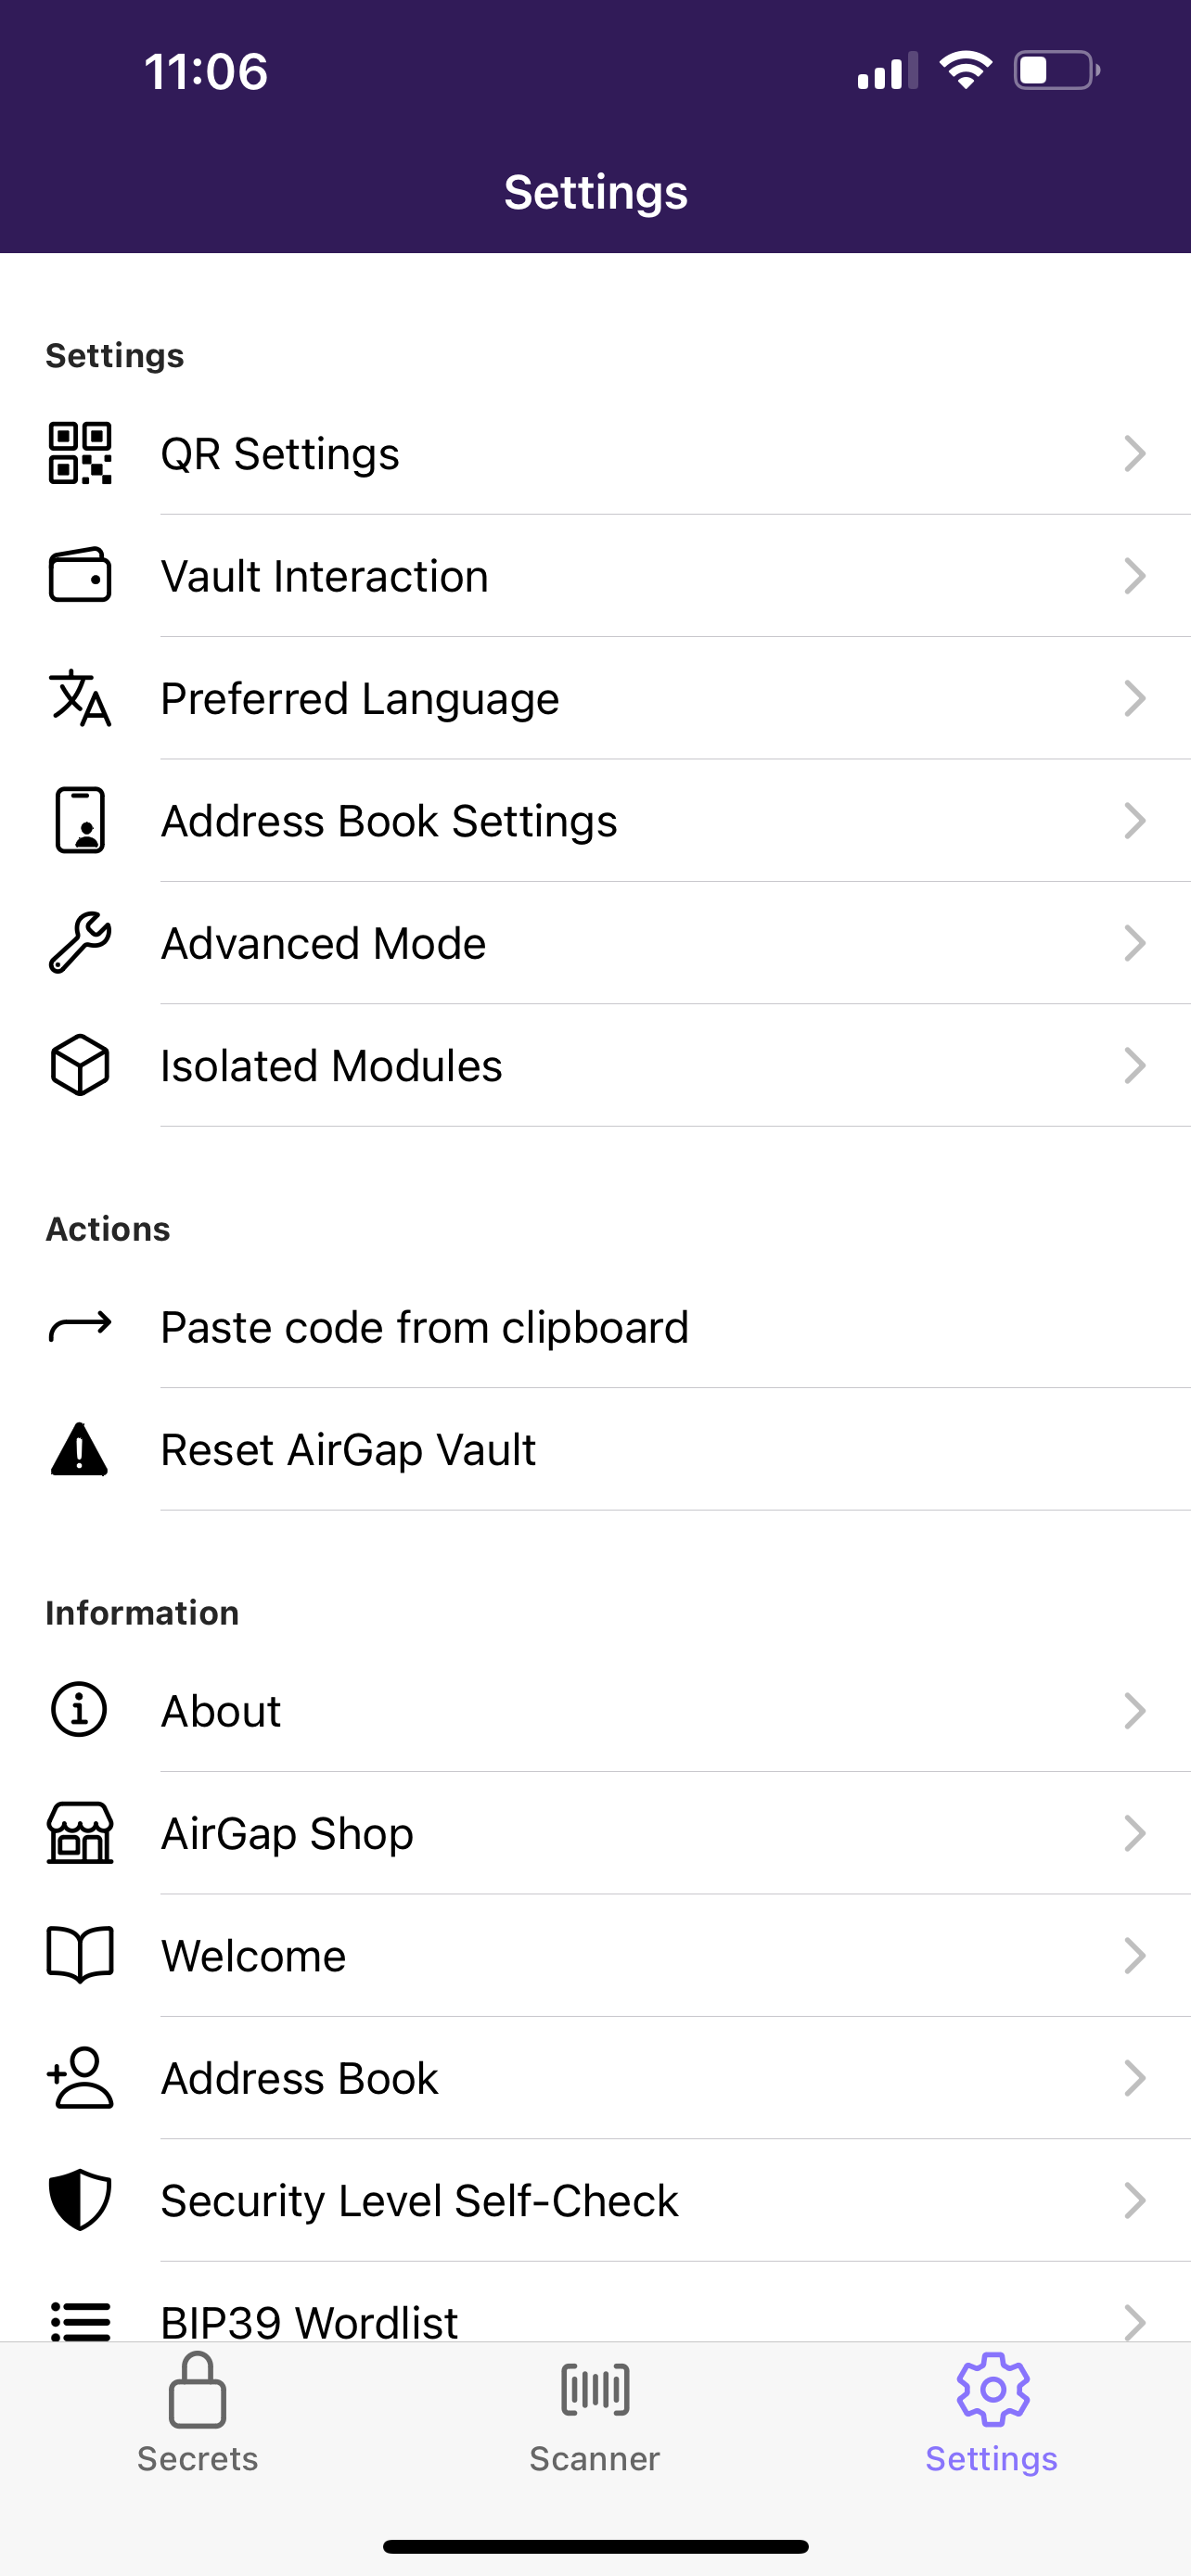 11:06
Settings
Settings
QR Settings
Vault Interaction
Preferred Language
Address Book Settings
Advanced Mode
Isolated Modules
Actions
Paste code from clipboard
Reset AirGap Vault
Information
About
AirGap Shop
Welcome
Address Book
Security Level Self-Check
BIP39 Wordlist
Secrets
Scanner
Settings